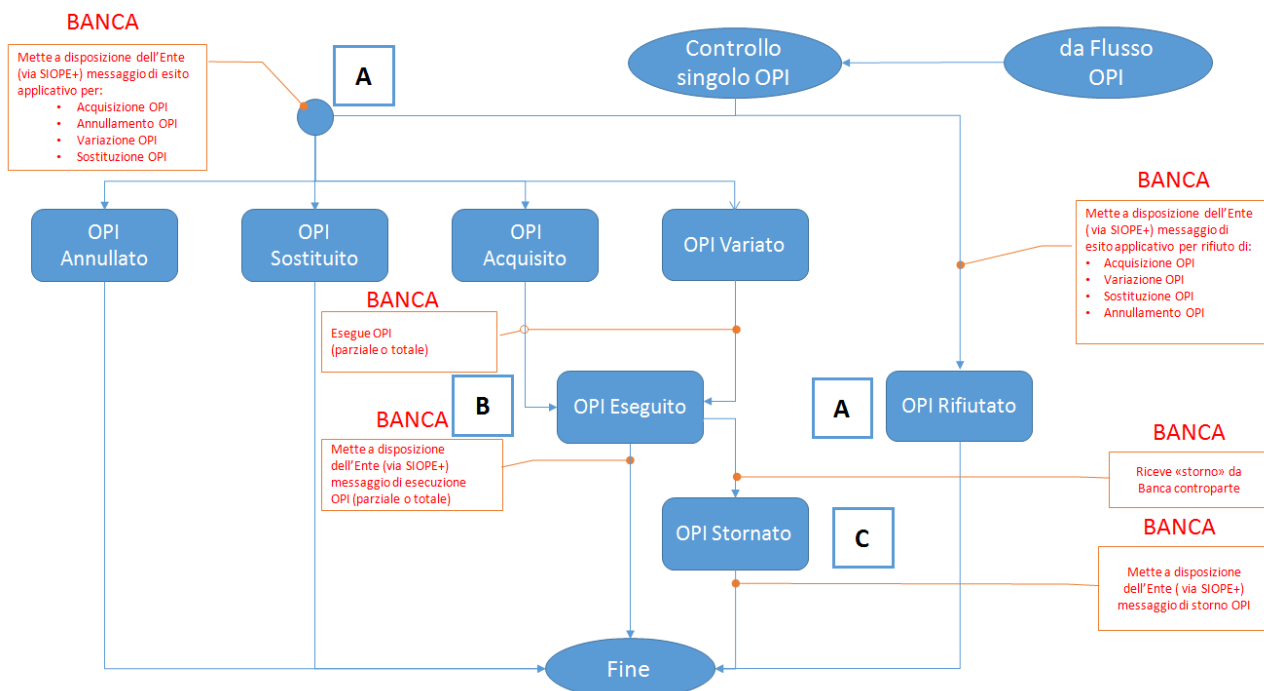 BANCA
Mette a disposizione dell'Ente
(via SIOPE+) messaggio di esito
applicativo per:
• Acquisizione OPI
• Annullamento OPI
• Variazione OPI
• Sostituzione OPI
A
Controllo
singolo OPI
da Flusso
OPI
OPI
Annullato
OPI
Sostituito
OPI
Acquisito
OPI Variato
BANCA
Mette a disposizione dell'Ente
( via SIOPE+) messaggio di
esito applicativo per rifiuto di:
• Acquisizione OPI
• Variazione OPI
• Sostituzione OPI
• Annullamento OPI
BANCA
Esegue OPI
(parziale o totale)
B
OPI Eseguito
A
OPI Rifiutato
BANCA
Mette a disposizione
dell'Ente (via SIOPE+)
messaggio di esecuzione
OPI (parziale o totale)
BANCA
Riceve «storno» da
Banca controparte
OPI Stornato
C
BANCA
Mette a disposizione
dell'Ente ( via SIOPE+)
messaggio di storno OPI
Fine